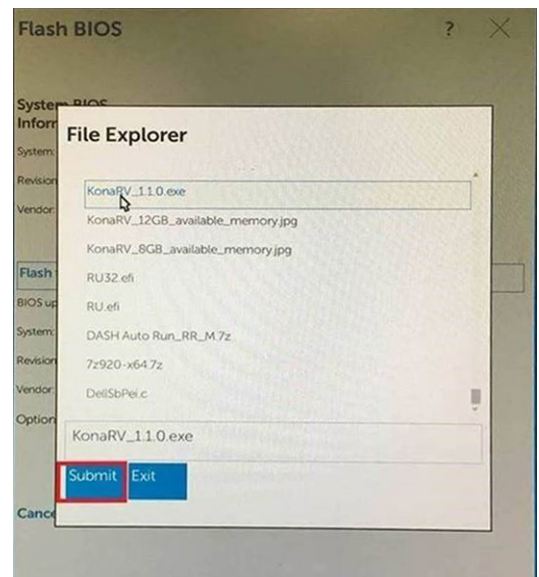 Flash BIOS ?
System BIOS
Infor
File Explorer
System:
Revision
Vendor:
KonaRV_1.1.0.exe
KonaRV_12GB_available_memory.jpg
KonaRV_8GB_available_memory.jpg
RU32.efi
Flash
RU.efi
BIOS up
System:
DASH Auto Run_RR_M.7z
Revision
7z920-x64.7z
Vendor:
DellSbPei.c
Option
KonaRV_1.1.0.exe
Submit Exit
Cance